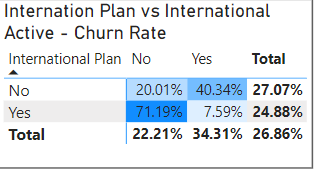 Internation Plan vs International
Active - Churn Rate
International Plan No Yes Total
No 20.01% 40.34% 27.07%
Yes 71.19% 7.59% 24.88%
Total 22.21% 34.31% 26.86%